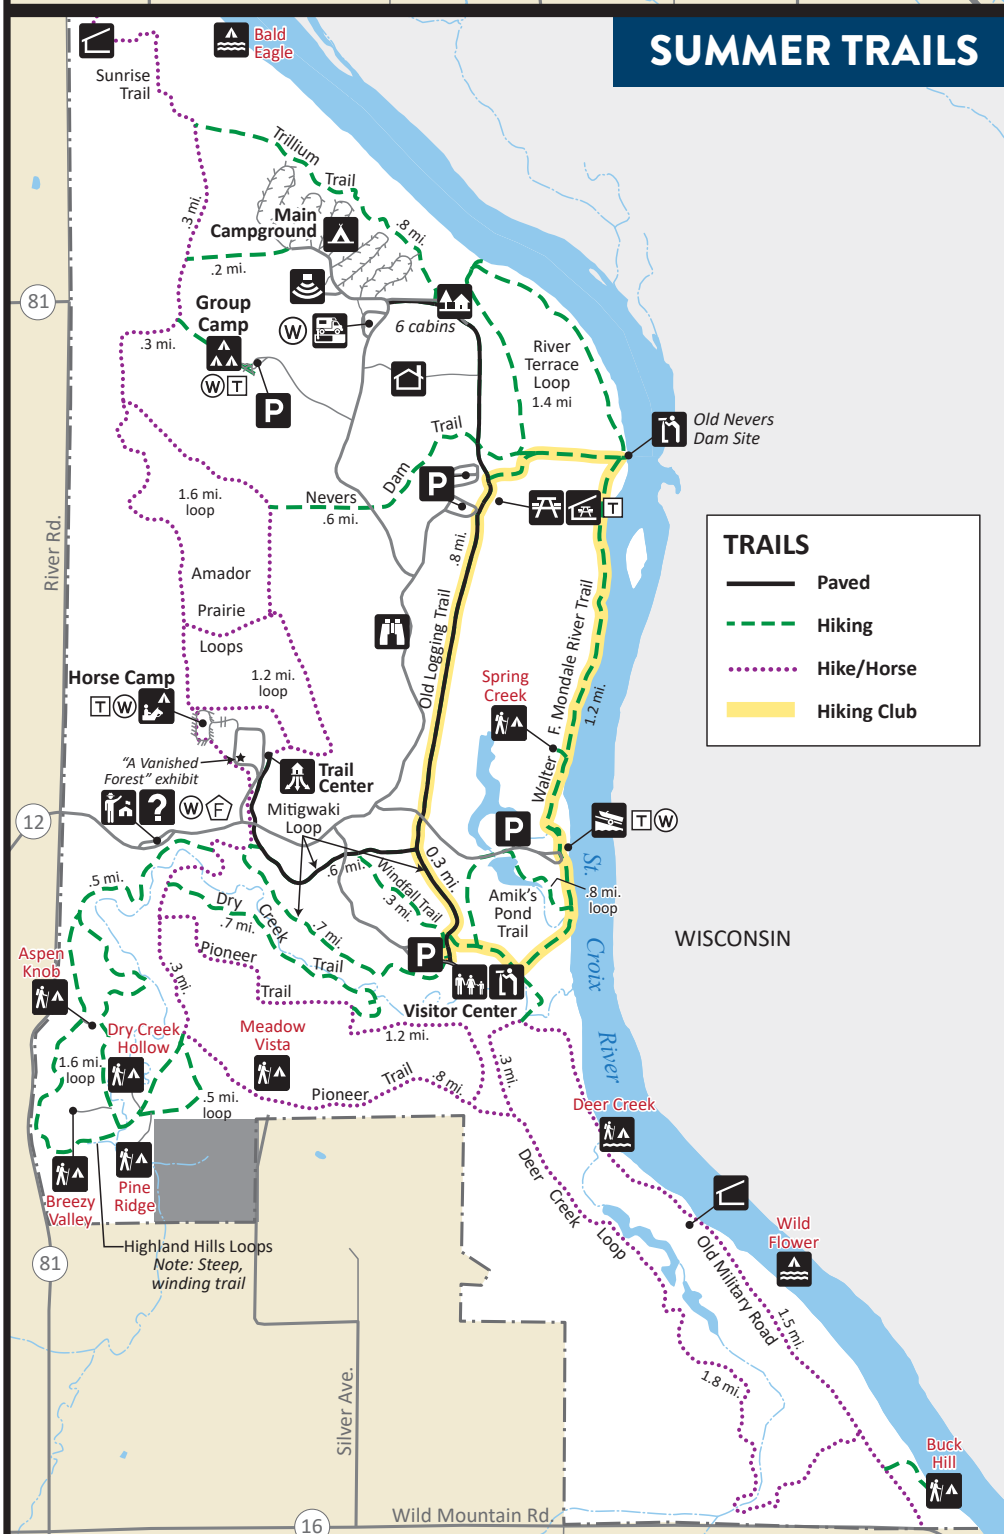 SUMMER TRAILS
Bald
Eagle
Sunrise
Trail
Trillium
Trail
.3 mi.
Main
Campground
.8 mi.
.2 mi.
81
Group
Camp
6 cabins
W
.3 mi.
W T
P
River
Terrace
Loop
1.4 mi
Old Nevers
Dam Site
Trail
Dam
P
Nevers
.6 mi.
T
1.6 mi.
loop
.8 mi.
River Rd.
TRAILS
Paved
Hiking
Hike/Horse
Hiking Club
Amador
Prairie
Loops
Old Logging Trail
Walter F. Mondale River Trail
1.2 mi.
1.2 mi.
loop
Spring
Creek
Horse Camp
T W
"A Vanished
Forest" exhibit
Trail
Center
? W F
Mitigwaki
Loop
12
P
T W
.6 mi.
0.3 mi.
Windfall Trail
.3 mi.
.5 mi.
.8 mi.
loop
Amik's
Pond
Trail
St.
Croix
River
WISCONSIN
Dry
Creek
Trail
.7 mi.
.7 mi.
Pioneer
Trail
.3 mi.
P
Aspen
Knob
Visitor Center
Meadow
Vista
1.2 mi.
Dry Creek
Hollow
1.6 mi.
loop
.5 mi.
loop
Pioneer
Trail
.8 mi.
.3 mi.
Deer Creek
Breezy
Valley
Pine
Ridge
Deer
Creek
Loop
Wild
Flower
Highland Hills Loops
Note: Steep,
winding trail
81
Old Military Road
1.5 mi.
1.8 mi.
Silver Ave.
Buck
Hill
Wild Mountain Rd.
16